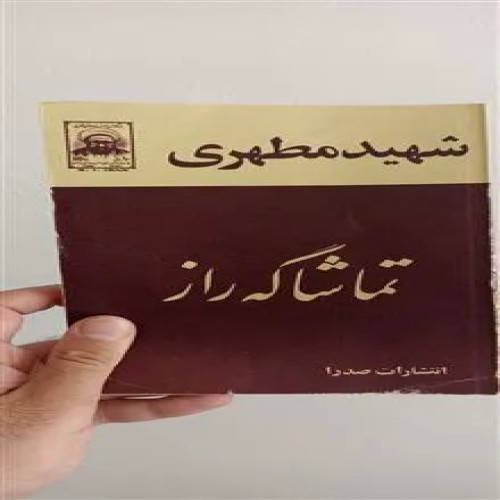 شهید مطهری
تماشاگه راز
انتشارات صدرا